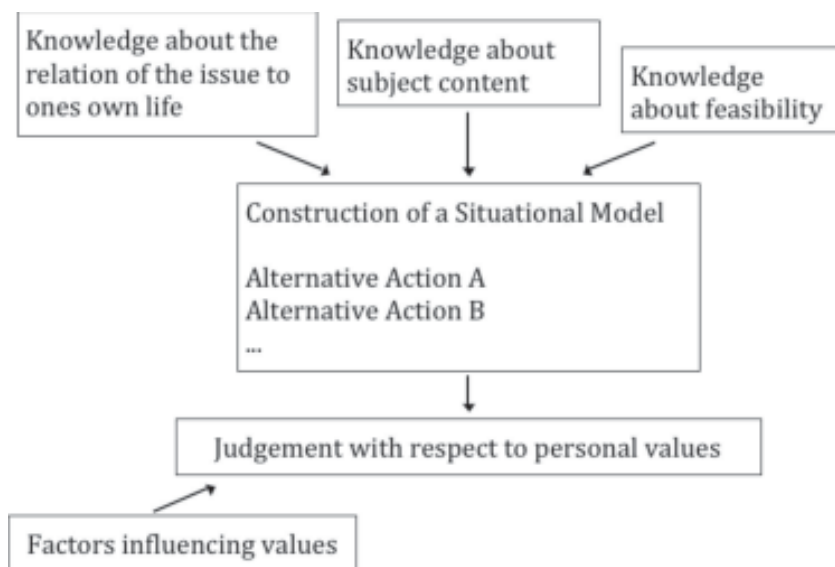 Knowledge about the
relation of the issue to
ones own life
Knowledge about
subject content
Knowledge
about feasibility
Construction of a Situational Model
Alternative Action A
Alternative Action B
...
Judgement with respect to personal values
Factors influencing values